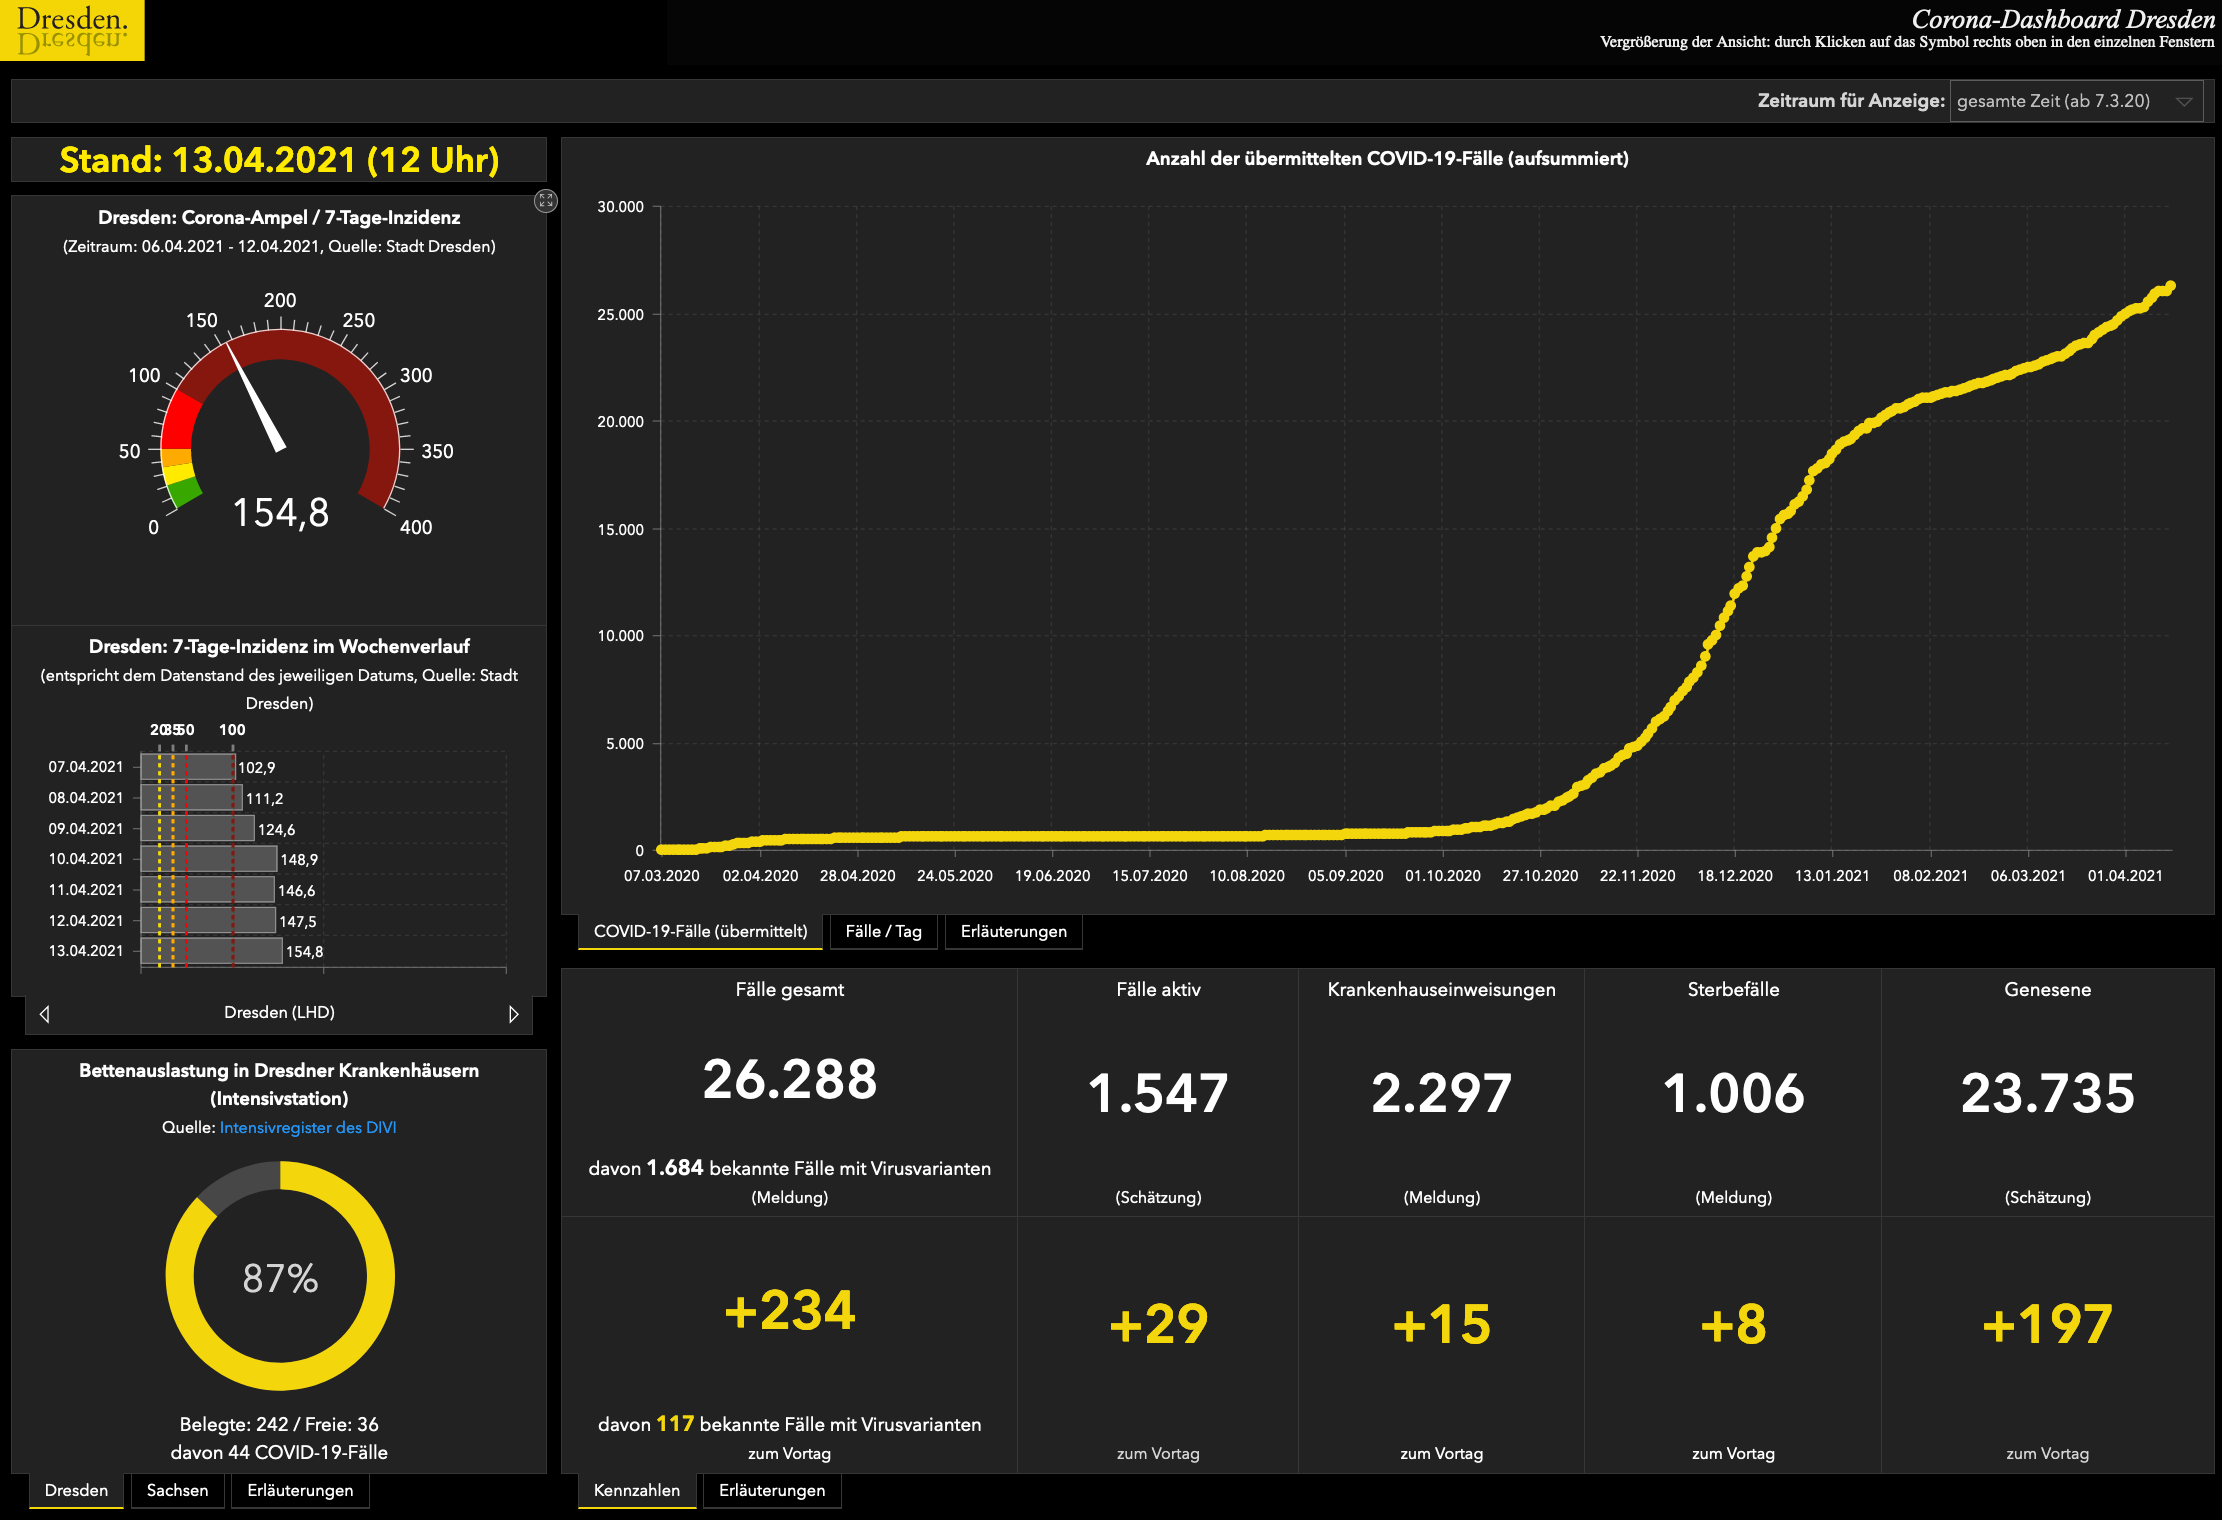 Dresden.
Dresden.
Corona-Dashboard Dresden
Vergrößerung der Ansicht: durch Klicken auf das Symbol rechts oben in den einzelnen Fenstern
Zeitraum für Anzeige: gesamte Zeit (ab 7.3.20)
Stand: 13.04.2021 (12 Uhr)
Dresden: Corona-Ampel / 7-Tage-Inzidenz
(Zeitraum: 06.04.2021 - 12.04.2021, Quelle: Stadt Dresden)
0
50
100
150
200
250
300
350
400
154,8
Dresden: 7-Tage-Inzidenz im Wochenverlauf
(entspricht dem Datenstand des jeweiligen Datums, Quelle: Stadt
Dresden)
20 35 50 100
07.04.2021 102,9
08.04.2021 111,2
09.04.2021 124,6
10.04.2021 148,9
11.04.2021 146,6
12.04.2021 147,5
13.04.2021 154,8
Dresden (LHD)
Bettenauslastung in Dresdner Krankenhäusern
(Intensivstation)
Quelle: Intensivregister des DIVI
87%
Belegte: 242 / Freie: 36
davon 44 COVID-19-Fälle
Dresden Sachsen Erläuterungen
Anzahl der übermittelten COVID-19-Fälle (aufsummiert)
30.000
25.000
20.000
15.000
10.000
5.000
0
07.03.2020 02.04.2020 28.04.2020 24.05.2020 19.06.2020 15.07.2020 10.08.2020 05.09.2020 01.10.2020 27.10.2020 22.11.2020 18.12.2020 13.01.2021 08.02.2021 06.03.2021 01.04.2021
COVID-19-Fälle (übermittelt) Fälle / Tag Erläuterungen
Fälle gesamt
26.288
davon 1.684 bekannte Fälle mit Virusvarianten
(Meldung)
+234
davon 117 bekannte Fälle mit Virusvarianten
zum Vortag
Fälle aktiv
1.547
(Schätzung)
+29
zum Vortag
Krankenhauseinweisungen
2.297
(Meldung)
+15
zum Vortag
Sterbefälle
1.006
(Meldung)
+8
zum Vortag
Genesene
23.735
(Schätzung)
+197
zum Vortag
Kennzahlen Erläuterungen